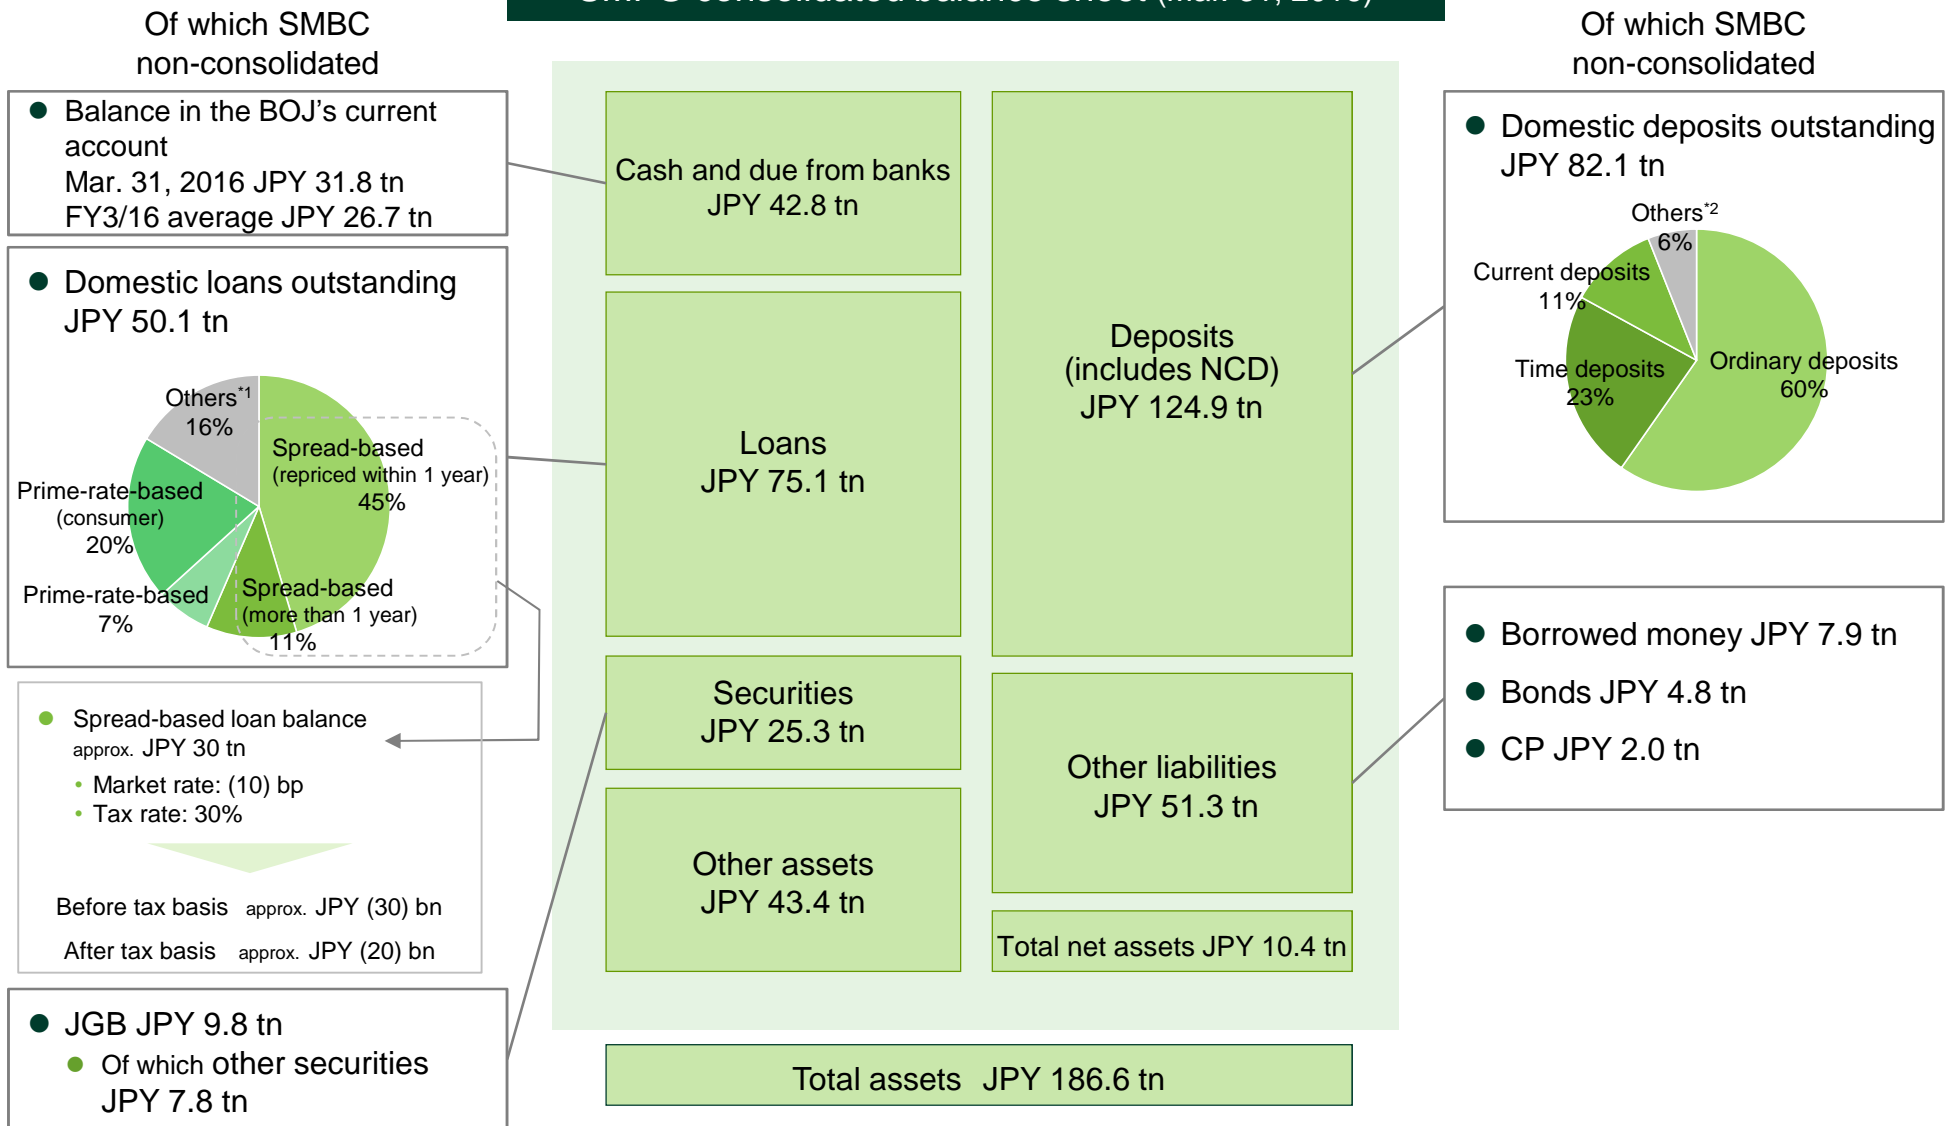 Of which SMBC
non-consolidated
Of which SMBC
non-consolidated
Balance in the BOJ's current
account
Mar. 31, 2016 JPY 31.8 tn
FY3/16 average JPY 26.7 tn
Domestic loans outstanding
JPY 50.1 tn
Others*1
16%
Spread-based
(repriced within 1 year)
45%
Prime-rate-based
(consumer)
20%
Prime-rate-based
7%
Spread-based
(more than 1 year)
11%
Spread-based loan balance
approx. JPY 30 tn
Market rate: (10) bp
Tax rate: 30%
Before tax basis approx. JPY (30) bn
After tax basis approx. JPY (20) bn
JGB JPY 9.8 tn
Of which other securities
JPY 7.8 tn
Cash and due from banks
JPY 42.8 tn
Loans
JPY 75.1 tn
Securities
JPY 25.3 tn
Other assets
JPY 43.4 tn
Deposits
(includes NCD)
JPY 124.9 tn
Other liabilities
JPY 51.3 tn
Total net assets JPY 10.4 tn
Total assets JPY 186.6 tn
Domestic deposits outstanding
JPY 82.1 tn
Others*2
6%
Current deposits
11%
Time deposits
23%
Ordinary deposits
60%
Borrowed money JPY 7.9 tn
Bonds JPY 4.8 tn
CP JPY 2.0 tn